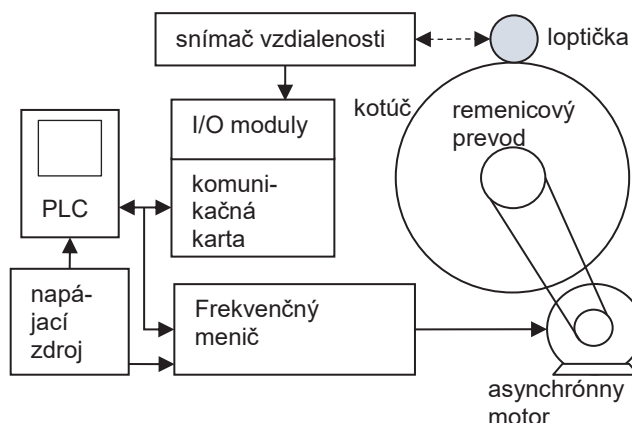 snímač vzdialenosti
loptička
kotúč
remenicový
prevod
I/O moduly
komuni-
kačná
karta
PLC
napá-
jací
zdroj
Frekvenčný
menič
asynchrónny
motor